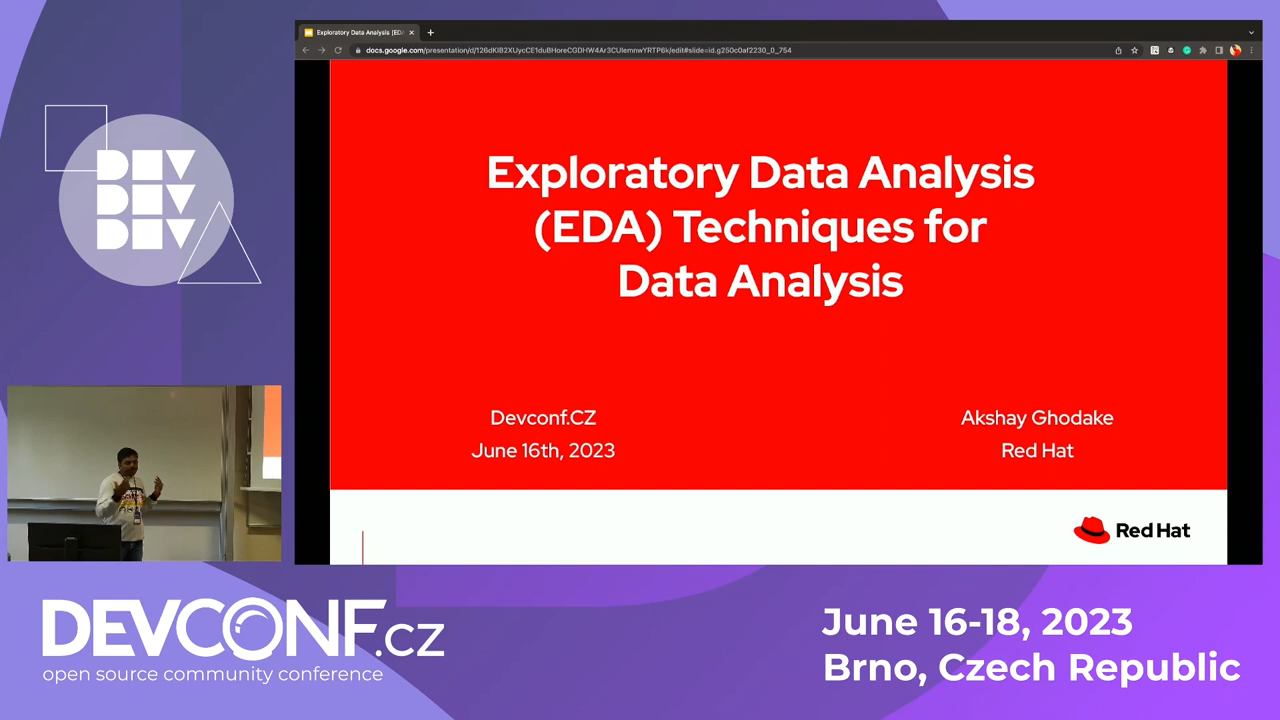 Exploratory Data Analysis (EDA
docs.google.com/presentation/d/126dKIB2XUycCE1duBHoreCGDHW4Ar3CUlemnwYRTP6k/edit#slide=id.g250c0af2230_0_754
DEV
DEV
DEV
Exploratory Data Analysis
(EDA) Techniques for
Data Analysis
Devconf.CZ
June 16th, 2023
Akshay Ghodake
Red Hat
Red Hat
DEVCONF.CZ
open source community conference
June 16-18, 2023
Brno, Czech Republic